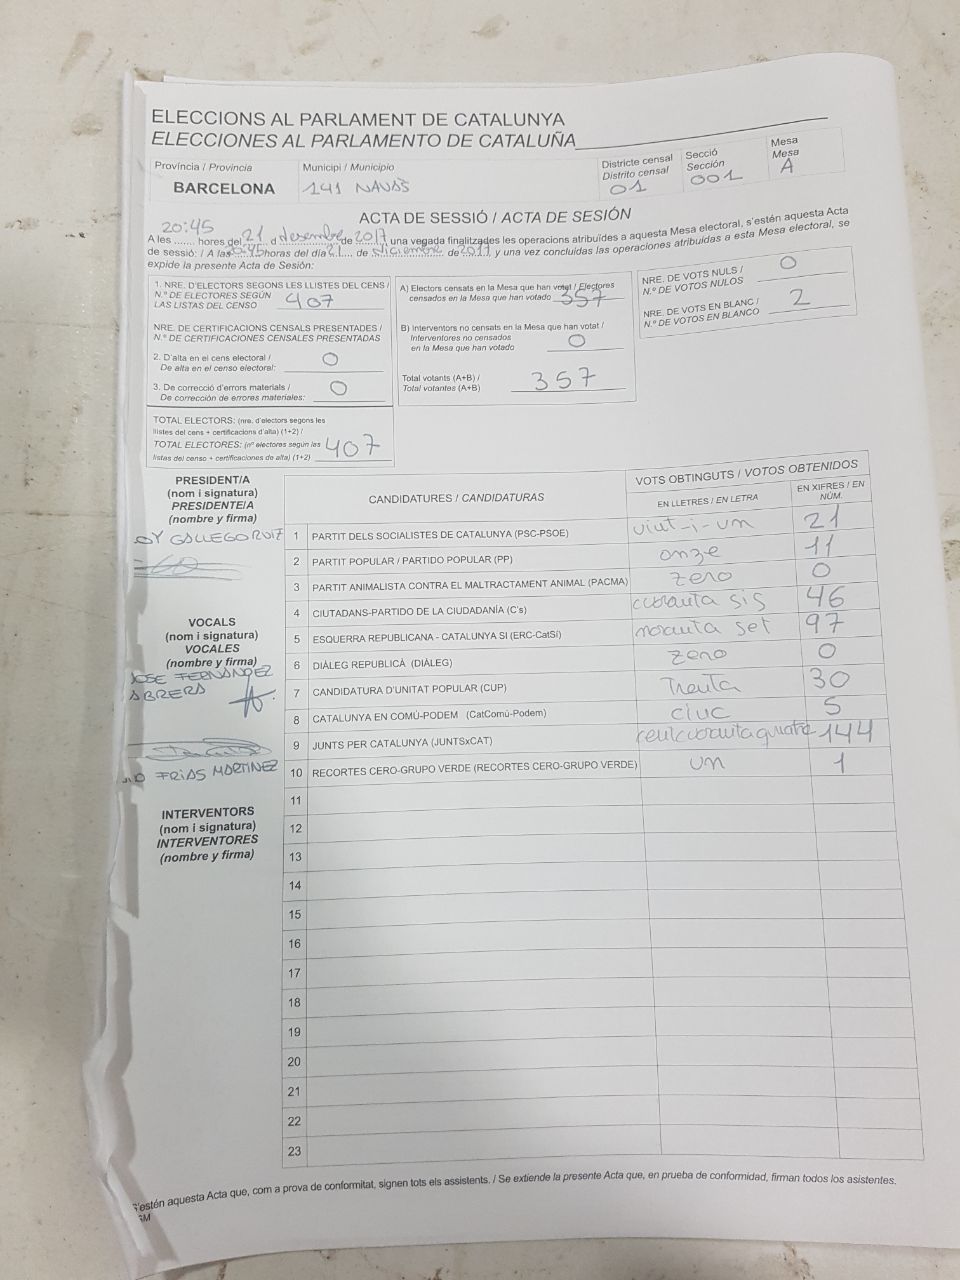 ELECCIONS AL PARLAMENT DE CATALUNYA
ELECCIONES AL PARLAMENTO DE CATALUÑA
Província / Provincia
BARCELONA
Municipi / Municipio
141 NAVÀS
Districte censal
Distrito censal
01
Secció
Sección
001
Mesa
Mesa
A
ACTA DE SESSIÓ / ACTA DE SESIÓN
20:45
A les ....... hores del 21 d desembre de 2017, una vegada finalitzades les operacions atribuïdes a aquesta Mesa electoral, s'estén aquesta Acta
de sessió: / A las 20:45 horas del día 21 ... de diciembre de 2017, y una vez concluidas las operaciones atribuidas a esta Mesa electoral, se
expide la presente Acta de Sesión:
1. NRE. D'ELECTORS SEGONS LES LLISTES DEL CENS /
N.º DE ELECTORES SEGÚN
LAS LISTAS DEL CENSO
407
NRE. DE CERTIFICACIONS CENSALS PRESENTADES /
N.º DE CERTIFICACIONES CENSALES PRESENTADAS
2. D'alta en el cens electoral /
De alta en el censo electoral:
0
3. De correcció d'errors materials /
De corrección de errores materiales:
0
TOTAL ELECTORS: (nre. d'electors segons les
llistes del cens + certificacions d'alta) (1+2) /
TOTAL ELECTORES: (nº electores según las
listas del censo + certificaciones de alta) (1+2)
407
A) Electors censats en la Mesa que han votat / Electores
censados en la Mesa que han votado
357
B) Interventors no censats en la Mesa que han votat /
Interventores no censados
en la Mesa que han votado
0
Total votants (A+B) /
Total votantes (A+B)
357
NRE. DE VOTS NULS /
N.º DE VOTOS NULOS
0
NRE. DE VOTS EN BLANC /
N.º DE VOTOS EN BLANCO
2
PRESIDENT/A
(nom i signatura)
PRESIDENTE/A
(nombre y firma)
GALLEGO RUIZ
VOCALS
(nom i signatura)
VOCALES
(nombre y firma)
JOSE FERNANDEZ
FRIAS MARTINEZ
INTERVENTORS
(nom i signatura)
INTERVENTORES
(nombre y firma)
CANDIDATURES / CANDIDATURAS
VOTS OBTINGUTS / VOTOS OBTENIDOS
EN LLETRES / EN LETRA
EN XIFRES / EN
NÚM.
1 PARTIT DELS SOCIALISTES DE CATALUNYA (PSC-PSOE) vint-i-un 21
2 PARTIT POPULAR / PARTIDO POPULAR (PP) onze 11
3 PARTIT ANIMALISTA CONTRA EL MALTRACTAMENT ANIMAL (PACMA) zero 0
4 CIUTADANS-PARTIDO DE LA CIUDADANÍA (C's) coranta sis 46
5 ESQUERRA REPUBLICANA - CATALUNYA SI (ERC-CatSí) noranta set 97
6 DIÀLEG REPUBLICÀ (DIÀLEG) zero 0
7 CANDIDATURA D'UNITAT POPULAR (CUP) Trenta 30
8 CATALUNYA EN COMÚ-PODEM (CatComú-Podem) cinc 5
9 JUNTS PER CATALUNYA (JUNTSxCAT) 144
10 RECORTES CERO-GRUPO VERDE (RECORTES CERO-GRUPO VERDE) un 1
11
12
13
14
15
16
17
18
19
20
21
22
23
S'estén aquesta Acta que, com a prova de conformitat, signen tots els assistents. / Se extiende la presente Acta que, en prueba de conformidad, firman todos los asistentes.